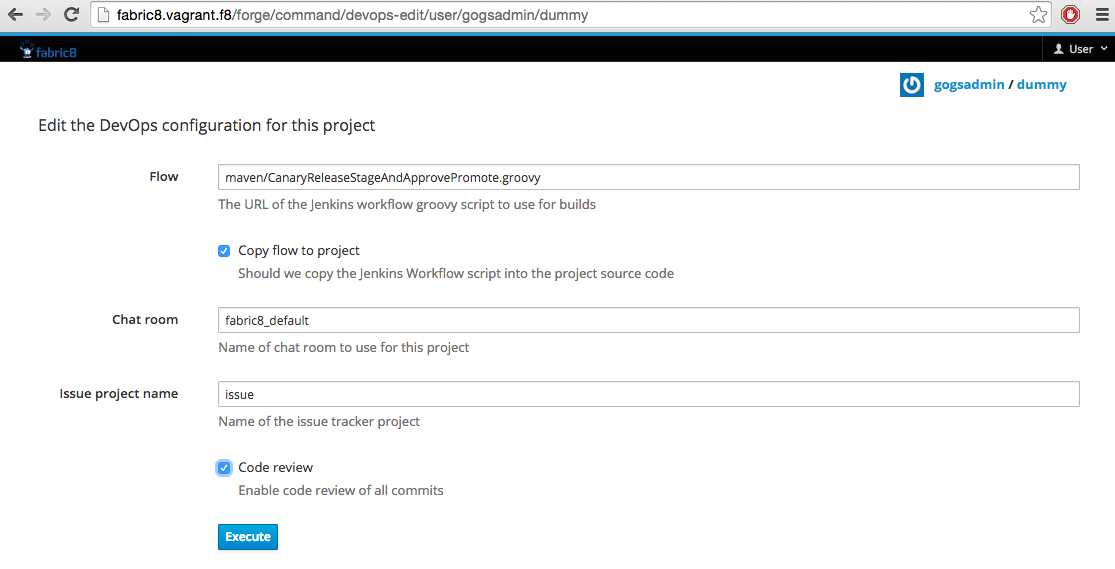 fabric8.vagrant.f8/forge/command/devops-edit/user/gogsadmin/dummy
fabric8
User
gogsadmin / dummy
Edit the DevOps configuration for this project
Flow
maven/CanaryReleaseStageAndApprovePromote.groovy
The URL of the Jenkins workflow groovy script to use for builds
Copy flow to project
Should we copy the Jenkins Workflow script into the project source code
Chat room
fabric8_default
Name of chat room to use for this project
Issue project name
issue
Name of the issue tracker project
Code review
Enable code review of all commits
Execute